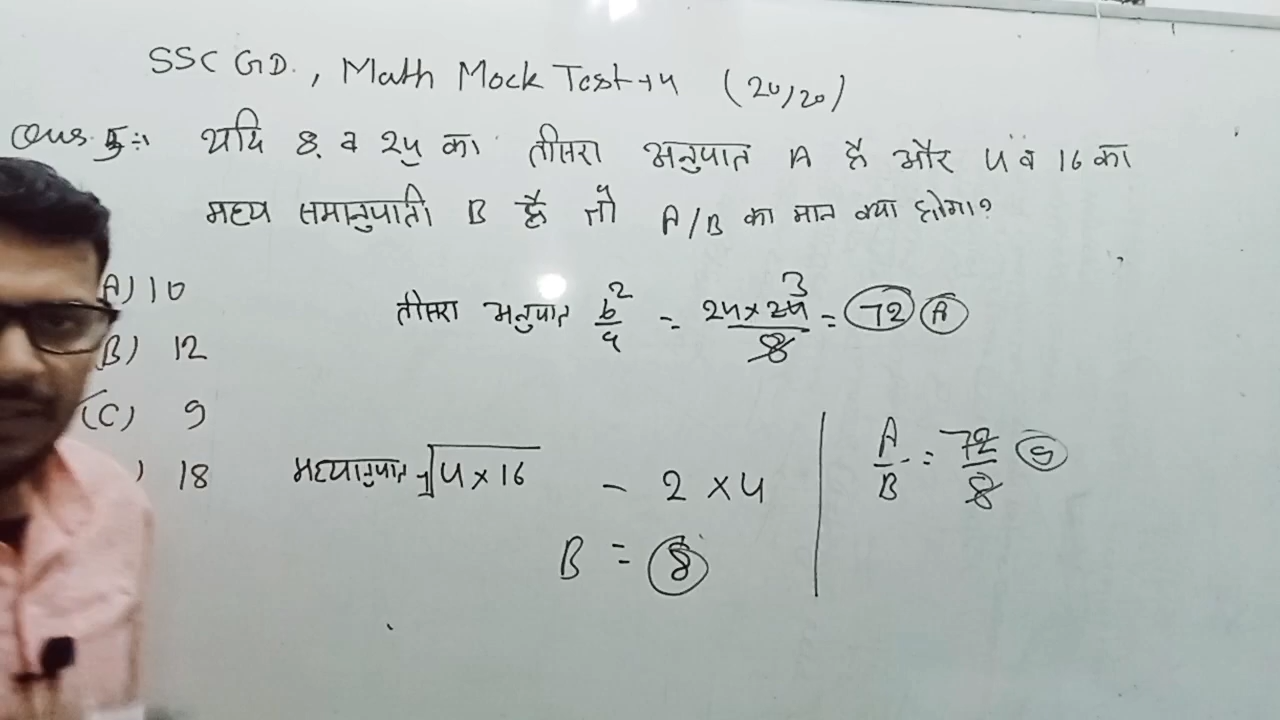 SSC GD. , Math Mock Test → 4 (20/20)
Ques. 5 :- यदि 8 व 24 का तीसरा अनुपात A है और 4 व 16 का
मध्य समानुपाती B है तो A/B का मान क्या होगा?
A) 10
B) 12
(C) 9
) 18
तीसरा अनुपात b²/a = 24 × 24 3 / 8 = 72 A
मध्यानुपात √4 × 16 - 2 × 4
B = 8
A/B = 72/8 9